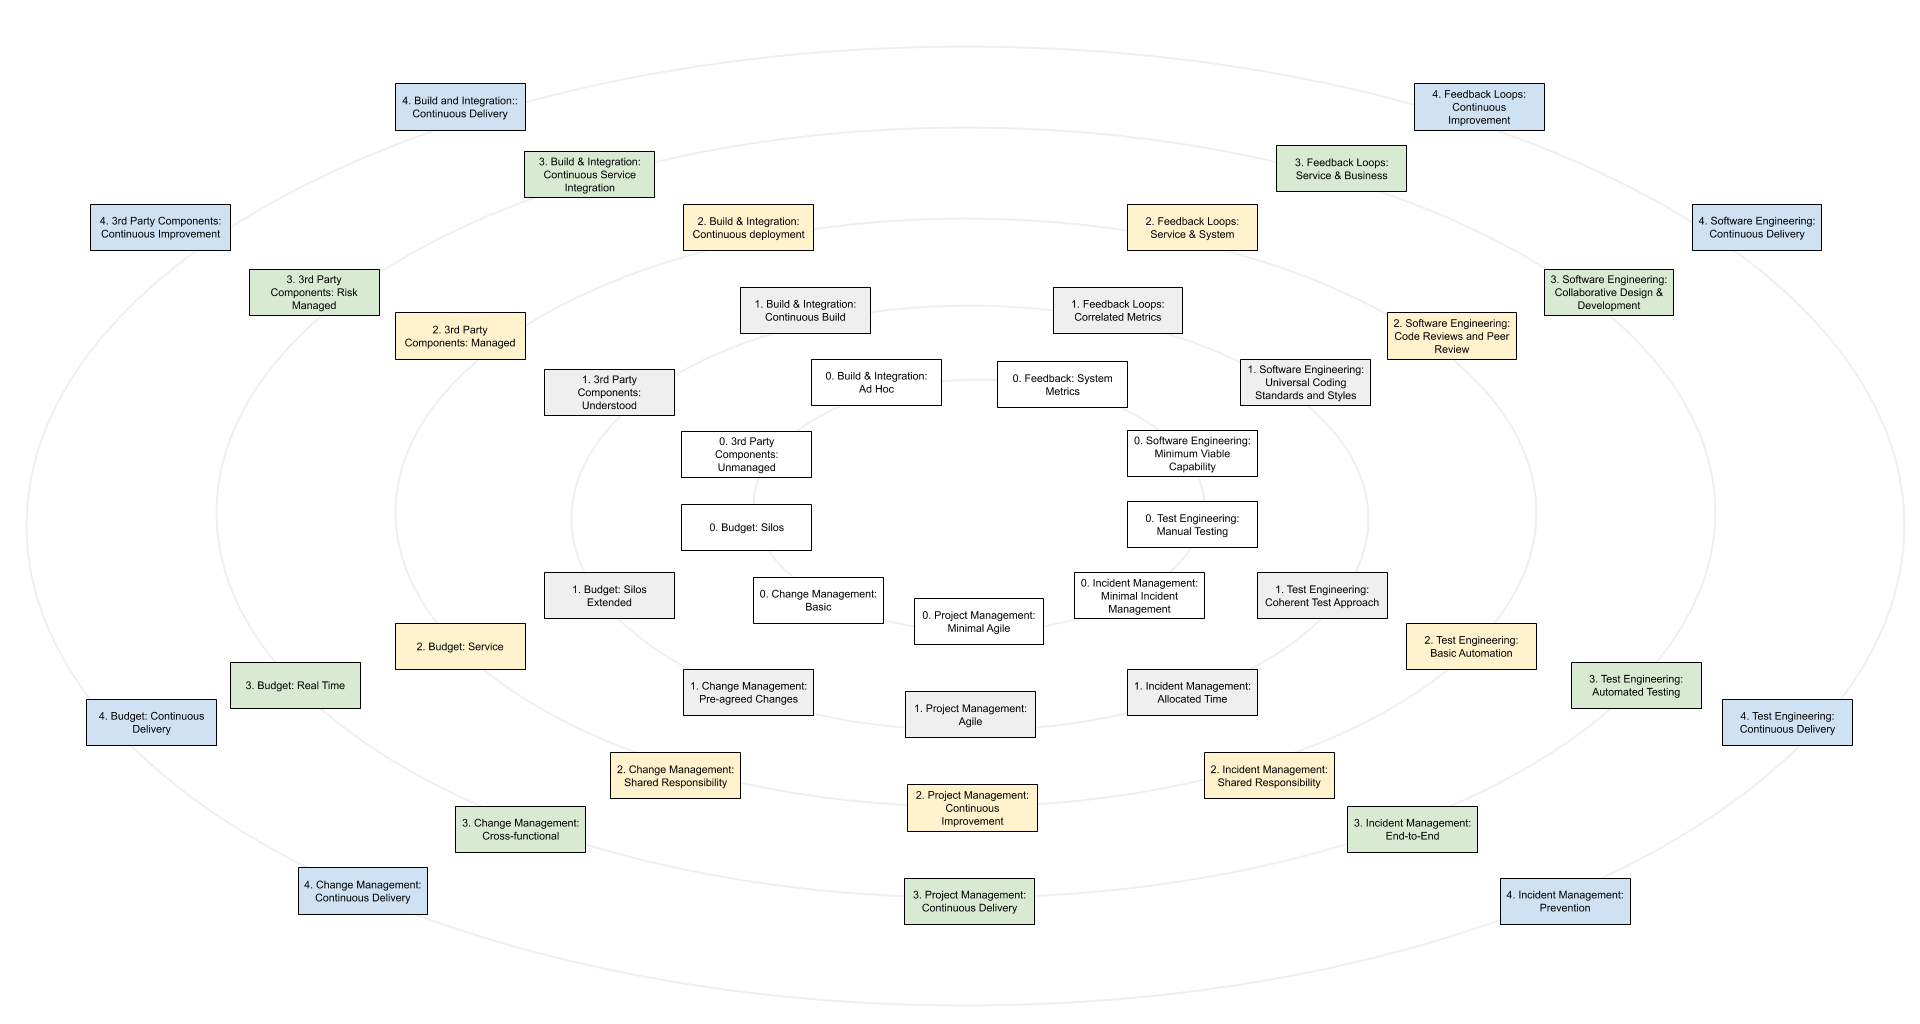 4. Build and Integration::
Continuous Delivery
4. Feedback Loops:
Continuous
Improvement
3. Build & Integration:
Continuous Service
Integration
3. Feedback Loops:
Service & Business
4. 3rd Party Components:
Continuous Improvement
2. Build & Integration:
Continuous deployment
2. Feedback Loops:
Service & System
4. Software Engineering:
Continuous Delivery
3. 3rd Party
Components: Risk
Managed
3. Software Engineering:
Collaborative Design &
Development
1. Build & Integration:
Continuous Build
1. Feedback Loops:
Correlated Metrics
2. 3rd Party
Components: Managed
2. Software Engineering:
Code Reviews and Peer
Review
1. 3rd Party
Components:
Understood
0. Build & Integration:
Ad Hoc
0. Feedback: System
Metrics
1. Software Engineering:
Universal Coding
Standards and Styles
0. 3rd Party
Components:
Unmanaged
0. Software Engineering:
Minimum Viable
Capability
0. Budget: Silos
0. Test Engineering:
Manual Testing
1. Budget: Silos
Extended
0. Change Management:
Basic
0. Project Management:
Minimal Agile
0. Incident Management:
Minimal Incident
Management
1. Test Engineering:
Coherent Test Approach
2. Budget: Service
2. Test Engineering:
Basic Automation
3. Budget: Real Time
1. Change Management:
Pre-agreed Changes
1. Project Management:
Agile
1. Incident Management:
Allocated Time
3. Test Engineering:
Automated Testing
4. Budget: Continuous
Delivery
4. Test Engineering:
Continuous Delivery
2. Change Management:
Shared Responsibility
2. Project Management:
Continuous
Improvement
2. Incident Management:
Shared Responsibility
3. Change Management:
Cross-functional
3. Incident Management:
End-to-End
4. Change Management:
Continuous Delivery
3. Project Management:
Continuous Delivery
4. Incident Management:
Prevention